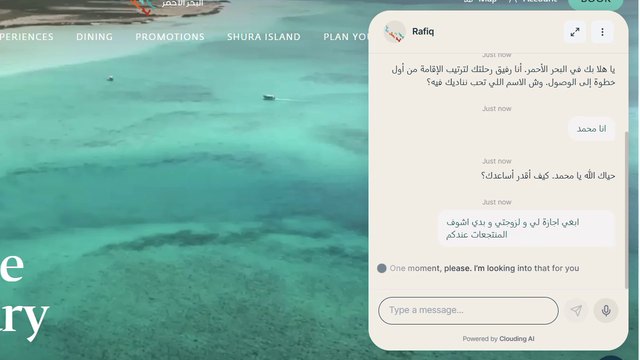 البحر الأحمر
Map
Account
BOOK
PERIENCES
DINING
PROMOTIONS
SHURA ISLAND
PLAN YOU
e
ry
Rafiq
Just now
يا هلا بك في البحر الأحمر. أنا رفيق رحلتك لترتيب الإقامة من أول
خطوة إلى الوصول. وش الاسم اللي تحب نناديك فيه؟
Just now
انا محمد
Just now
حياك الله يا محمد. كيف أقدر أساعدك؟
Just now
ابغي اجازة لي و لزوجتي و بدي اشوف
المنتجعات عندكم
One moment, please. I'm looking into that for you
Type a message...
Powered by Clouding AI